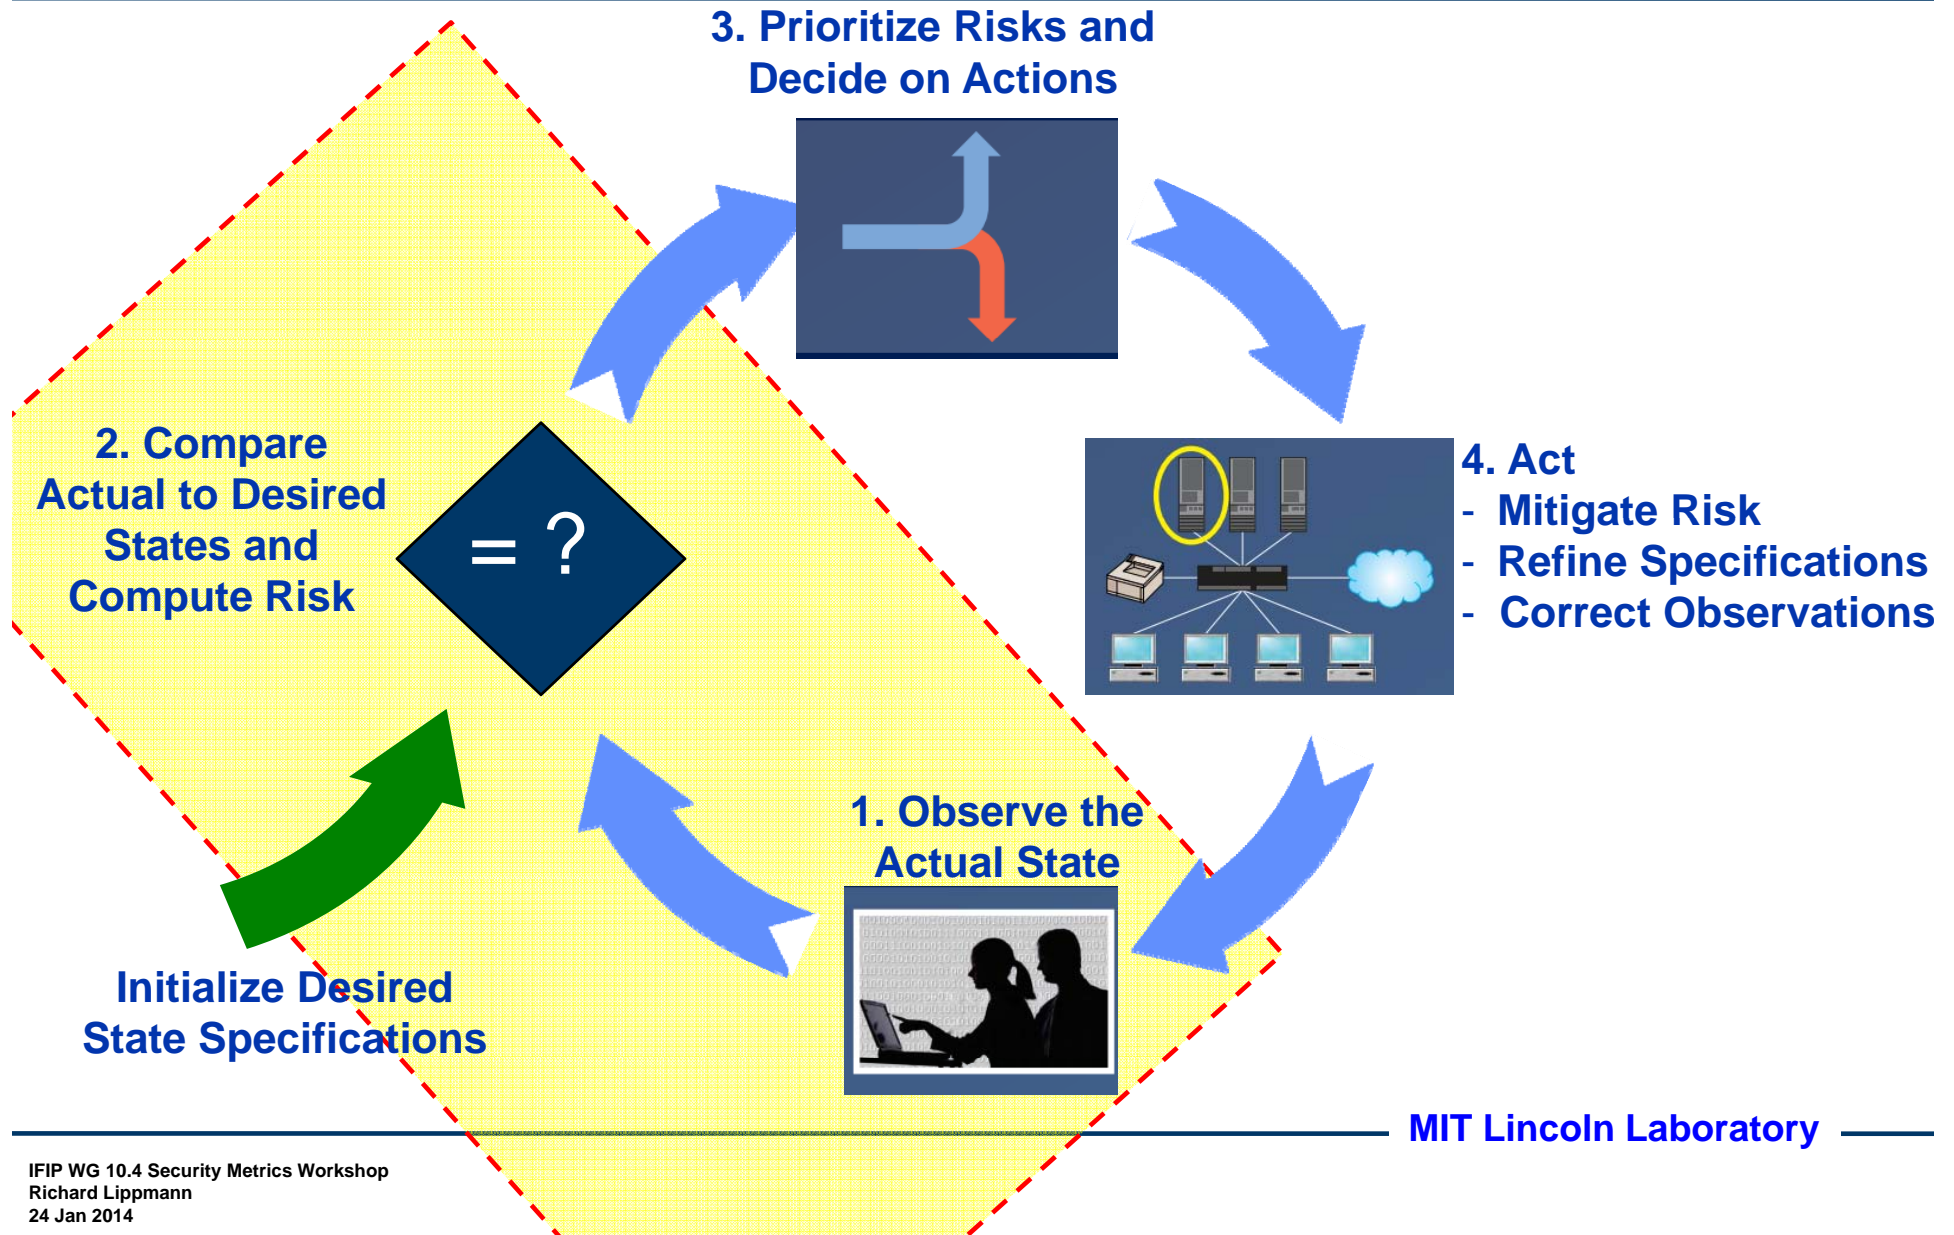 3. Prioritize Risks and
Decide on Actions
2. Compare
Actual to Desired
States and
Compute Risk
= ?
4. Act
- Mitigate Risk
- Refine Specifications
- Correct Observations
1. Observe the
Actual State
Initialize Desired
State Specifications
MIT Lincoln Laboratory
IFIP WG 10.4 Security Metrics Workshop
Richard Lippmann
24 Jan 2014